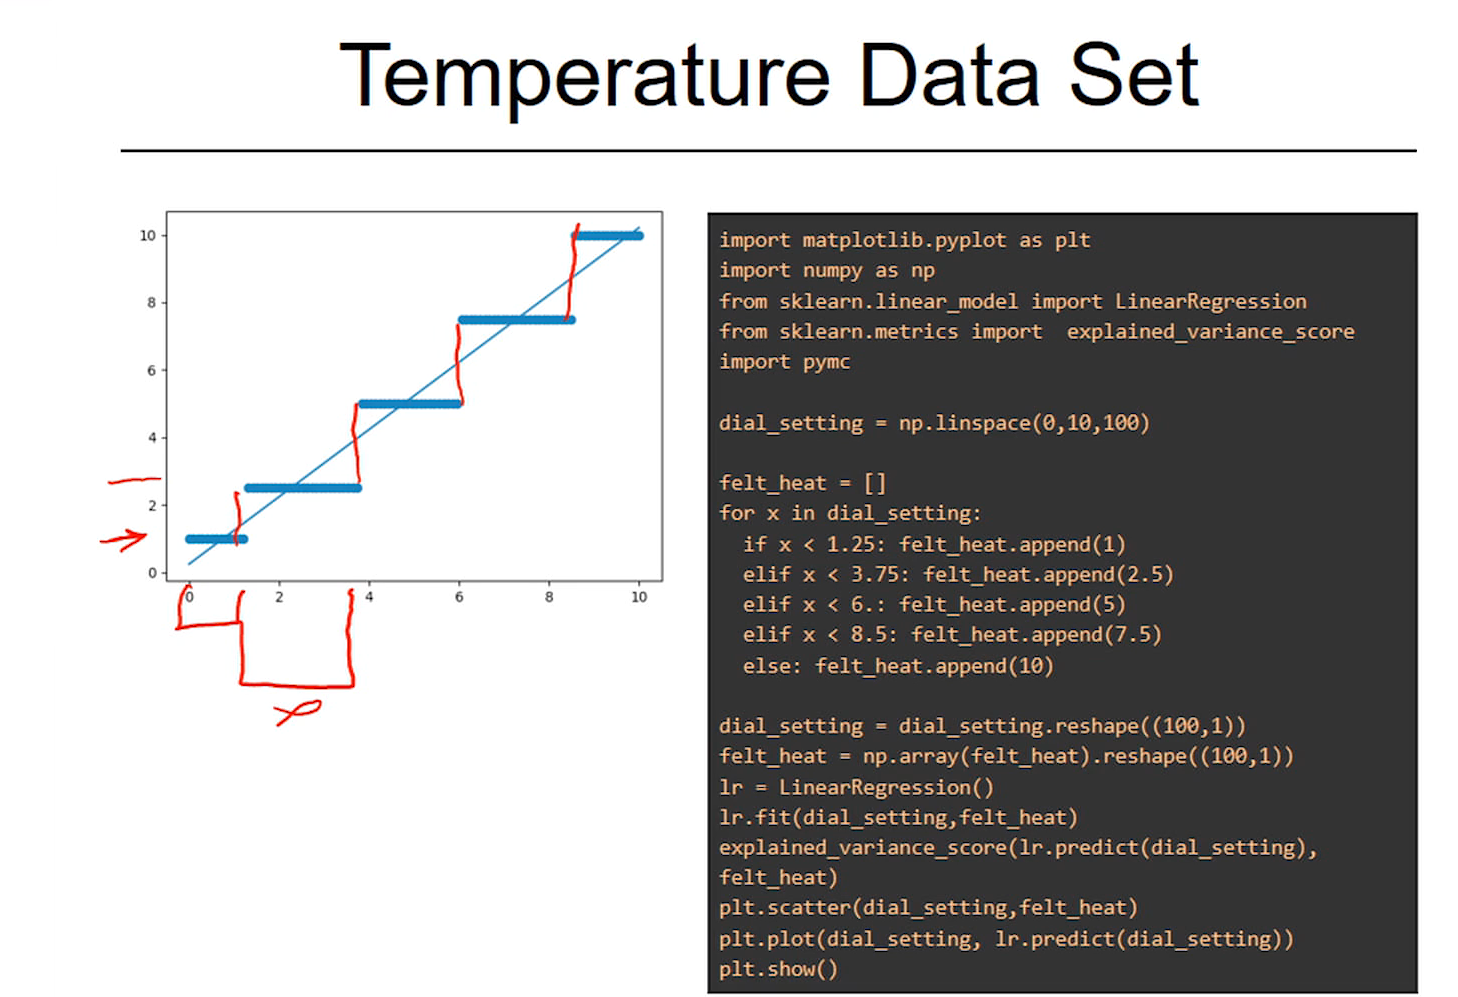 Temperature Data Set
10
8
6
4
2
0
0 2 4 6 8 10
import matplotlib.pyplot as plt
import numpy as np
from sklearn.linear_model import LinearRegression
from sklearn.metrics import  explained_variance_score
import pymc
dial_setting = np.linspace(0,10,100)
felt_heat = []
for x in dial_setting:
  if x < 1.25: felt_heat.append(1)
  elif x < 3.75: felt_heat.append(2.5)
  elif x < 6.: felt_heat.append(5)
  elif x < 8.5: felt_heat.append(7.5)
  else: felt_heat.append(10)
dial_setting = dial_setting.reshape((100,1))
felt_heat = np.array(felt_heat).reshape((100,1))
lr = LinearRegression()
lr.fit(dial_setting,felt_heat)
explained_variance_score(lr.predict(dial_setting),
felt_heat)
plt.scatter(dial_setting,felt_heat)
plt.plot(dial_setting, lr.predict(dial_setting))
plt.show()